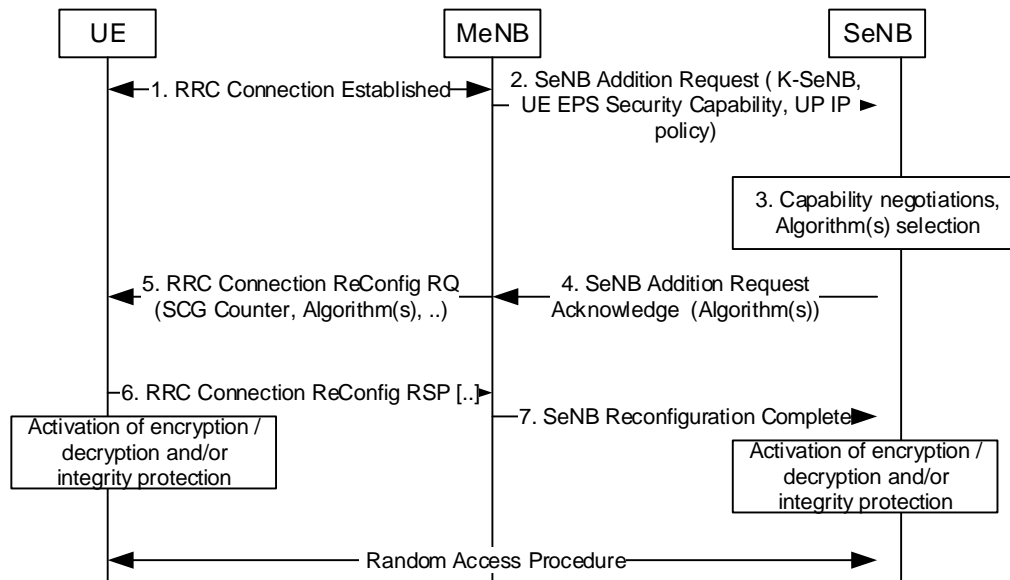 UE
MeNB
SeNB
1. RRC Connection Established
2. SeNB Addition Request ( K-SeNB,
UE EPS Security Capability, UP IP
policy)
3. Capability negotiations,
Algorithm(s) selection
5. RRC Connection ReConfig RQ
(SCG Counter, Algorithm(s), ..)
4. SeNB Addition Request
Acknowledge (Algorithm(s))
6. RRC Connection ReConfig RSP [..]
7. SeNB Reconfiguration Complete
Activation of encryption /
decryption and/or
integrity protection
Activation of encryption /
decryption and/or
integrity protection
Random Access Procedure